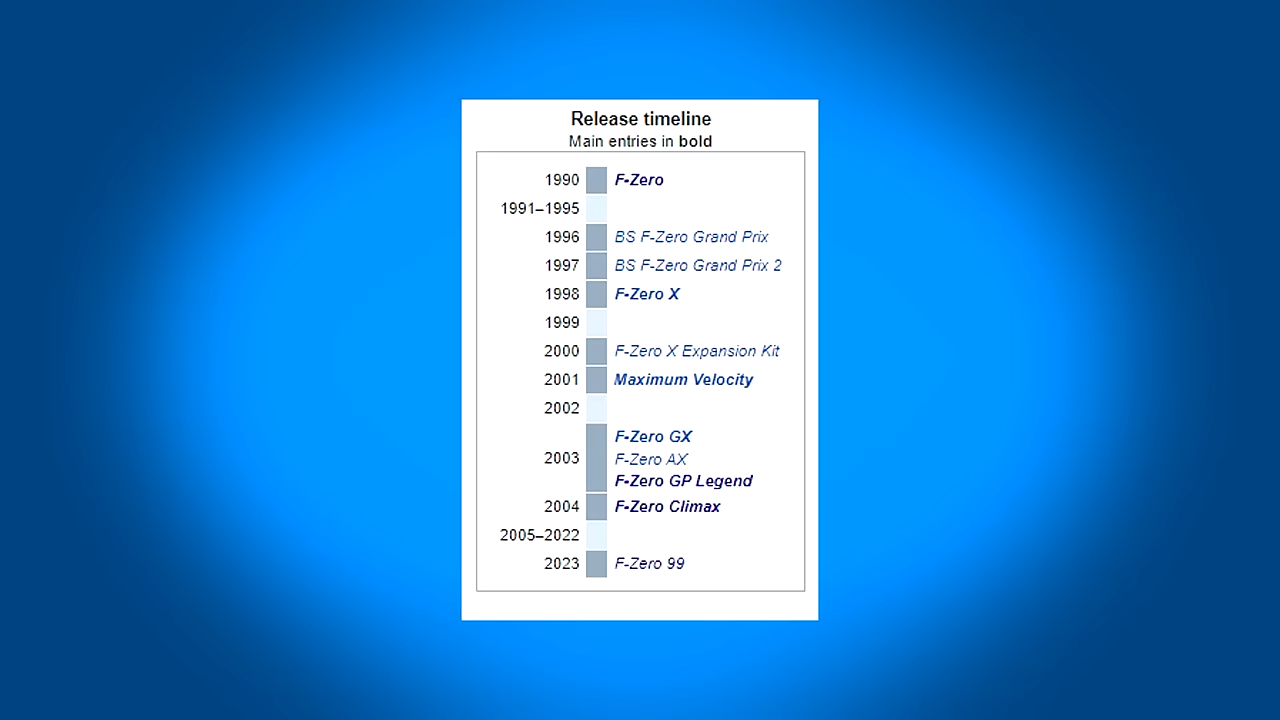 Release timeline
Main entries in bold
1990 F-Zero
1991–1995
1996 BS F-Zero Grand Prix
1997 BS F-Zero Grand Prix 2
1998 F-Zero X
1999
2000 F-Zero X Expansion Kit
2001 Maximum Velocity
2002
F-Zero GX
2003 F-Zero AX
F-Zero GP Legend
2004 F-Zero Climax
2005–2022
2023 F-Zero 99